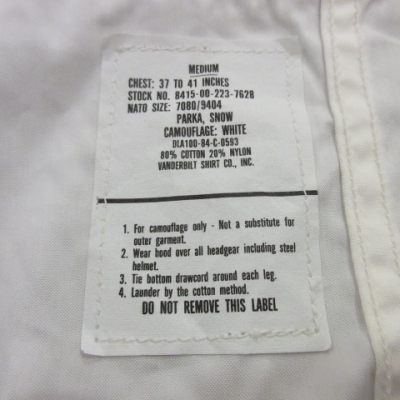 MEDIUM
CHEST: 37 TO 41 INCHES
STOCK NO. 8415-00-223-7628
NATO SIZE: 7080/9404
PARKA, SNOW
CAMOUFLAGE: WHITE
DLA100-84-C-0593
80% COTTON 20% NYLON
VANDERBILT SHIRT CO., INC.
1. For camouflage only - Not a substitute for
outer garment.
2. Wear hood over all headgear including steel
helmet.
3. Tie bottom drawcord around each leg.
4. Launder by the cotton method.
DO NOT REMOVE THIS LABEL